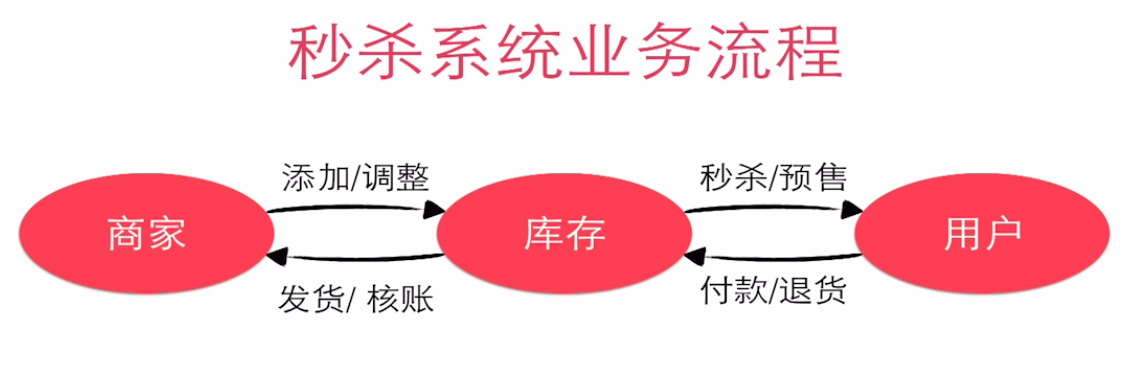 秒杀系统业务流程
添加/调整
秒杀/预售
商家
库存
用户
发货/ 核账
付款/退货